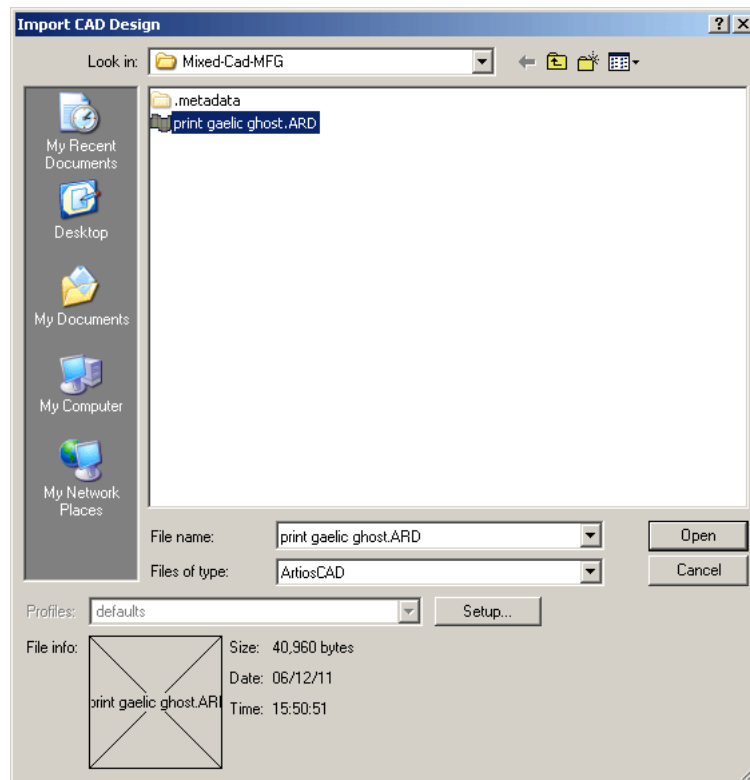 Import CAD Design
Look in: Mixed-Cad-MFG
.metadata
print gaelic ghost.ARD
My Recent
Documents
Desktop
My Documents
My Computer
My Network
Places
File name: print gaelic ghost.ARD Open
Files of type: ArtiosCAD Cancel
Profiles: defaults Setup...
File info: Size: 40,960 bytes
Date: 06/12/11
print gaelic ghost.ARI
Time: 15:50:51